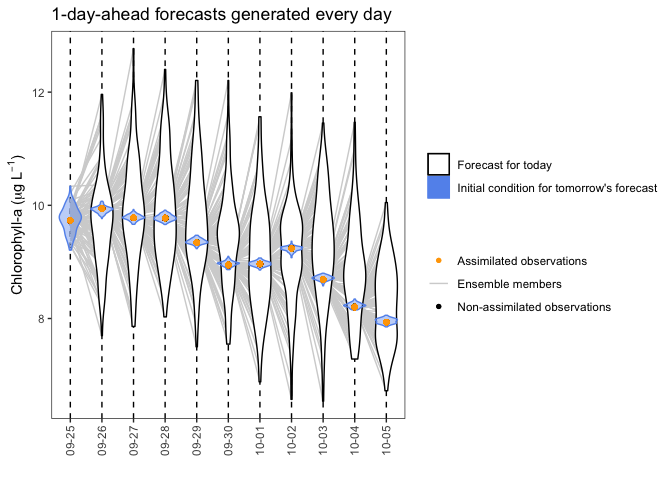 1-day-ahead forecasts generated every day
Chlorophyll-a (μg L⁻¹)
12
10
8
09-25
09-26
09-27
09-28
09-29
09-30
10-01
10-02
10-03
10-04
10-05
Forecast for today
Initial condition for tomorrow's forecast
Assimilated observations
Ensemble members
Non-assimilated observations